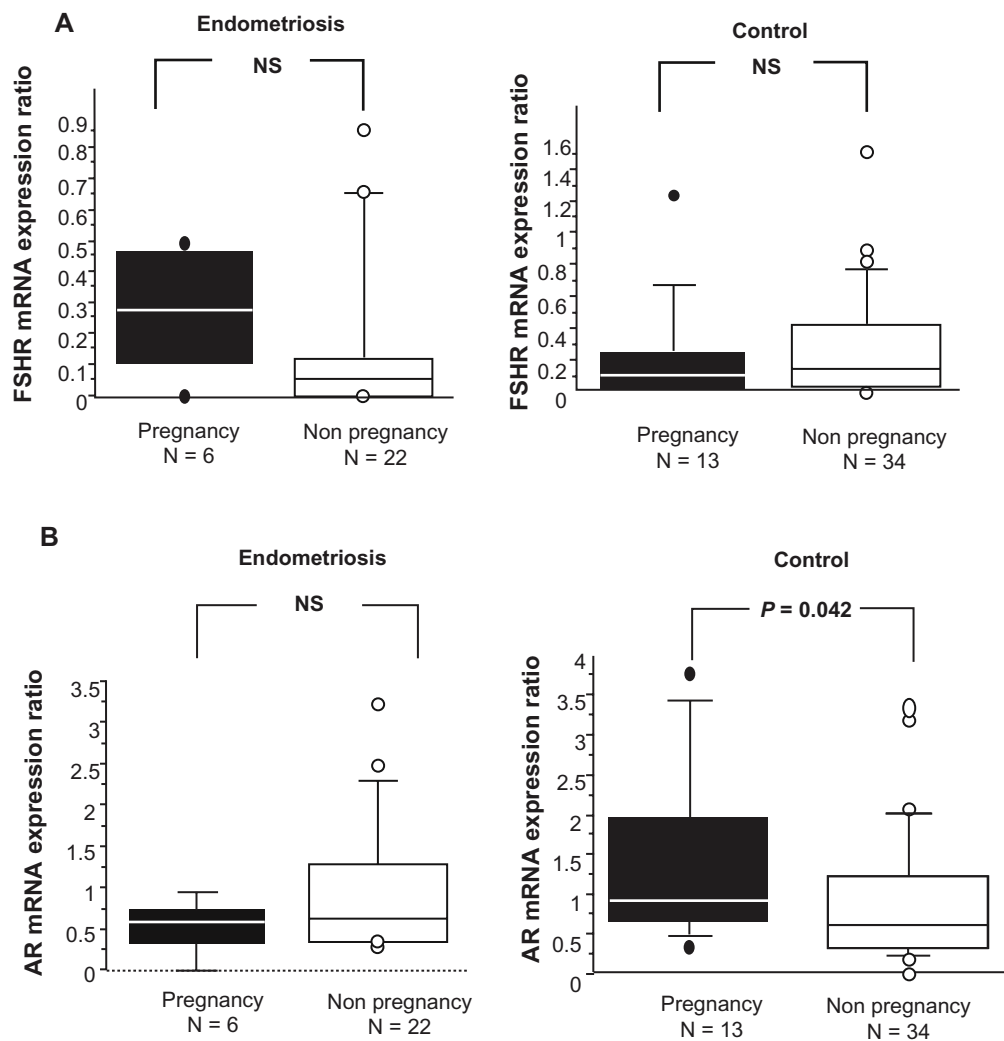 A
Endometriosis
NS
FSHR mRNA expression ratio
0.9
0.8
0.7
0.6
0.5
0.4
0.3
0.2
0.1
0
Pregnancy
N = 6
Non pregnancy
N = 22
Control
NS
FSHR mRNA expression ratio
1.6
1.4
1.2
1
0.8
0.6
0.4
0.2
0
Pregnancy
N = 13
Non pregnancy
N = 34
B
Endometriosis
NS
AR mRNA expression ratio
3.5
3
2.5
2
1.5
1
0.5
0
Pregnancy
N = 6
Non pregnancy
N = 22
Control
P = 0.042
AR mRNA expression ratio
4
3.5
3
2.5
2
1.5
1
0.5
0
Pregnancy
N = 13
Non pregnancy
N = 34